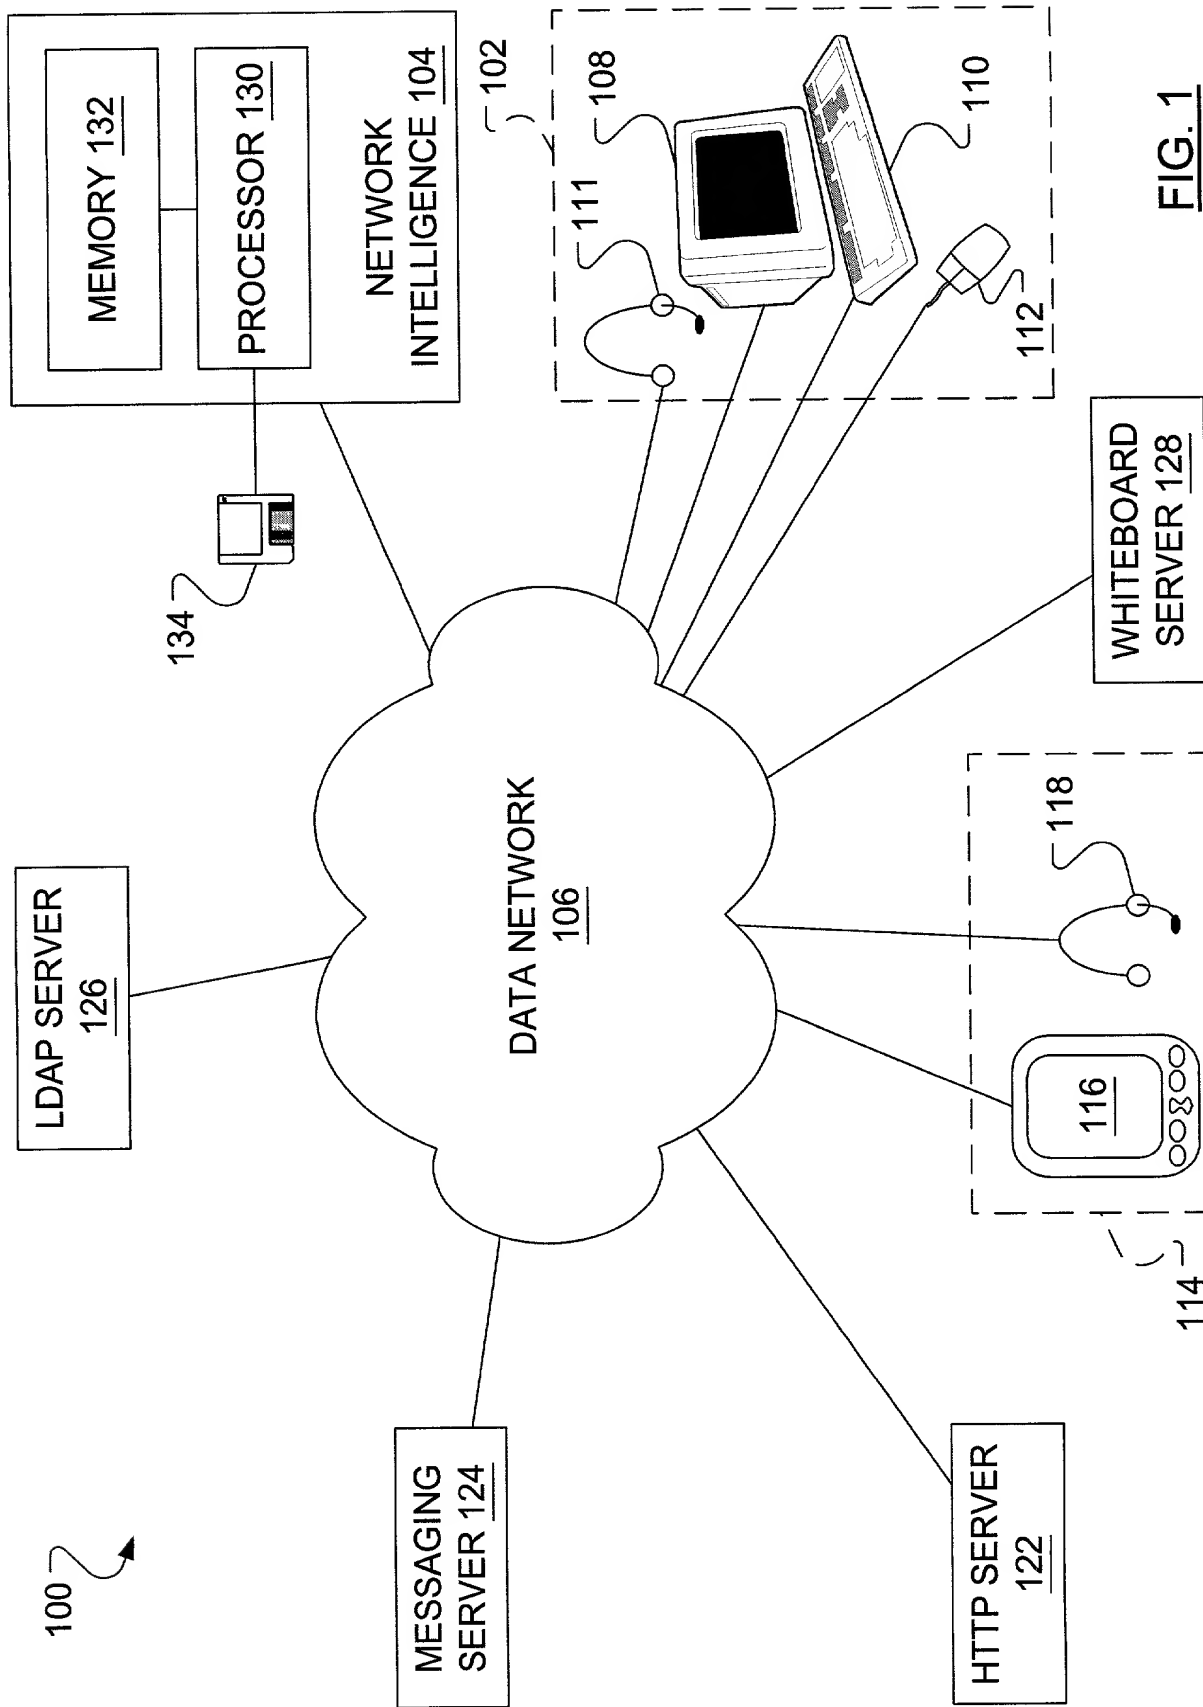 100
MESSAGING
SERVER 124
LDAP SERVER
126
134
MEMORY 132
PROCESSOR 130
NETWORK
INTELLIGENCE 104
DATA NETWORK
106
102
111
108
110
112
HTTP SERVER
122
114
116
118
WHITEBOARD
SERVER 128
FIG. 1